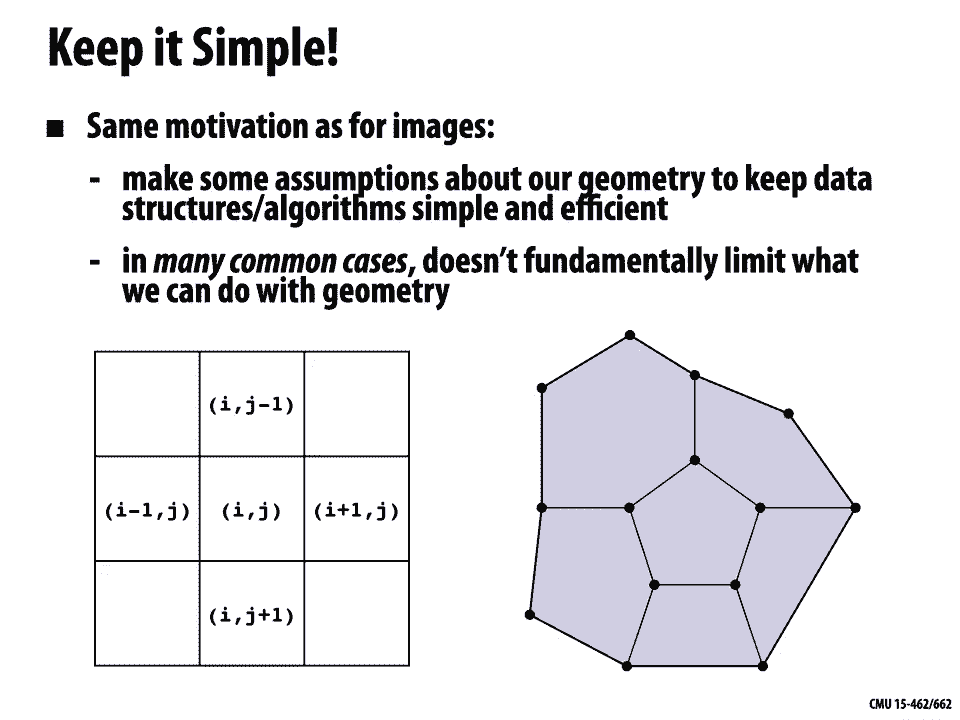 Keep it Simple!
■ Same motivation as for images:
- make some assumptions about our geometry to keep data
structures/algorithms simple and efficient
- in many common cases, doesn't fundamentally limit what
we can do with geometry
(i,j-1)
(i-1,j) (i,j) (i+1,j)
(i,j+1)
CMU 15-462/662